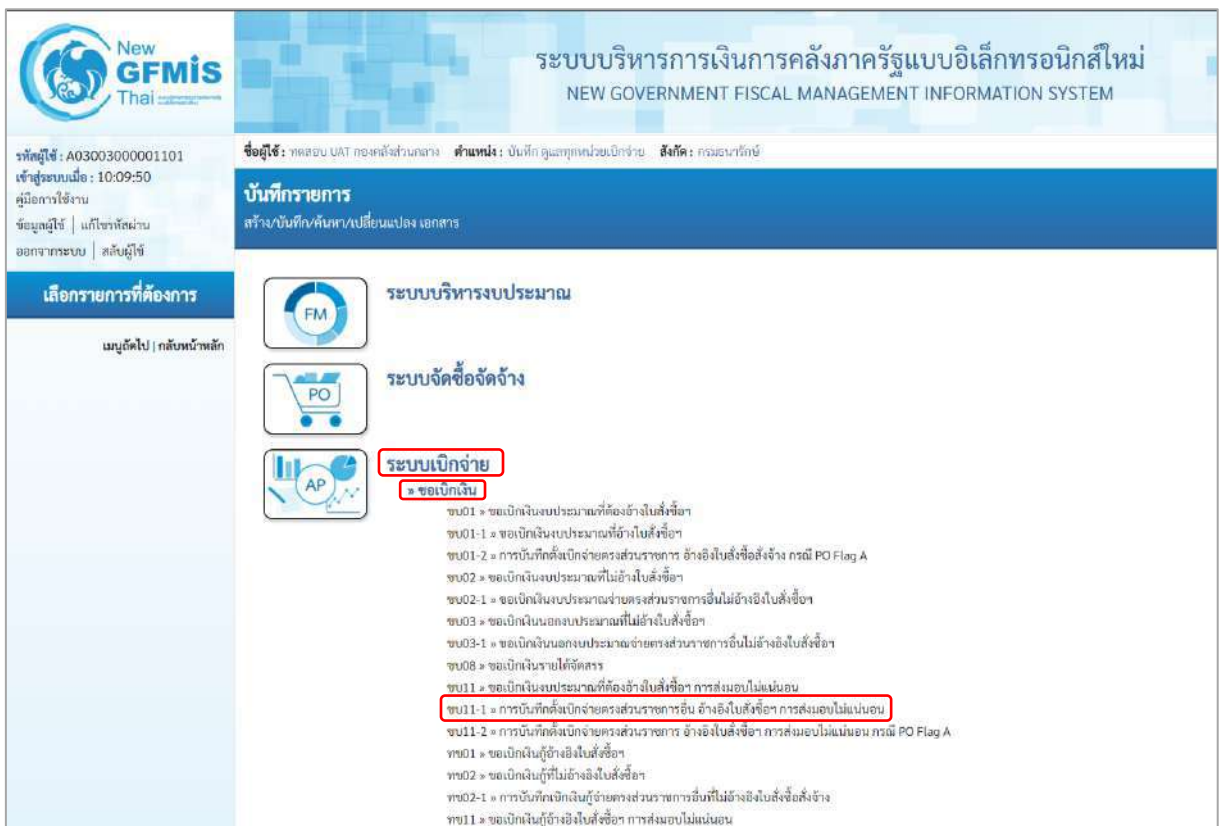 New
GFMIS
Thai
ระบบบริหารการเงินการคลังภาครัฐแบบอิเล็กทรอนิกส์ใหม่
NEW GOVERNMENT FISCAL MANAGEMENT INFORMATION SYSTEM
รหัสผู้ใช้ : A03003000001101
เข้าสู่ระบบเมื่อ : 10:09:50
คู่มือการใช้งาน
ข้อมูลผู้ใช้ | แก้ไขรหัสผ่าน
ออกจากระบบ | สลับผู้ใช้
เลือกรายการที่ต้องการ
เมนูถัดไป | กลับหน้าหลัก
ชื่อผู้ใช้ : ทดสอบ UAT กองคลังส่วนกลาง ตำแหน่ง : บันทึก ดูแลทุกหน่วยเบิกจ่าย สังกัด : กรมธนารักษ์
บันทึกรายการ
สร้าง/บันทึก/ค้นหา/เปลี่ยนแปลง เอกสาร
FM
ระบบบริหารงบประมาณ
PO
ระบบจัดซื้อจัดจ้าง
AP
ระบบเบิกจ่าย
» ขอเบิกเงิน
ขบ01 » ขอเบิกเงินงบประมาณที่ต้องอ้างใบสั่งซื้อฯ
ขบ01-1 » ขอเบิกเงินงบประมาณที่อ้างใบสั่งซื้อฯ
ขบ01-2 » การบันทึกตั้งเบิกจ่ายตรงส่วนราชการ อ้างอิงใบสั่งซื้อสั่งจ้าง กรณี PO Flag A
ขบ02 » ขอเบิกเงินงบประมาณที่ไม่อ้างใบสั่งซื้อฯ
ขบ02-1 » ขอเบิกเงินงบประมาณจ่ายตรงส่วนราชการอื่นไม่อ้างอิงใบสั่งซื้อฯ
ขบ03 » ขอเบิกเงินนอกงบประมาณที่ไม่อ้างใบสั่งซื้อฯ
ขบ03-1 » ขอเบิกเงินนอกงบประมาณจ่ายตรงส่วนราชการอื่นไม่อ้างอิงใบสั่งซื้อฯ
ขบ08 » ขอเบิกเงินรายได้จัดสรร
ขบ11 » ขอเบิกเงินงบประมาณที่ต้องอ้างใบสั่งซื้อฯ การส่งมอบไม่แน่นอน
ขบ11-1 » การบันทึกตั้งเบิกจ่ายตรงส่วนราชการอื่น อ้างอิงใบสั่งซื้อฯ การส่งมอบไม่แน่นอน
ขบ11-2 » การบันทึกตั้งเบิกจ่ายตรงส่วนราชการ อ้างอิงใบสั่งซื้อฯ การส่งมอบไม่แน่นอน กรณี PO Flag A
ทข01 » ขอเบิกเงินกู้อ้างอิงใบสั่งซื้อฯ
ทข02 » ขอเบิกเงินกู้ที่ไม่อ้างอิงใบสั่งซื้อฯ
ทข02-1 » การบันทึกเบิกเงินกู้จ่ายตรงส่วนราชการอื่นที่ไม่อ้างอิงใบสั่งซื้อสั่งจ้าง
ทข11 » ขอเบิกเงินกู้อ้างอิงใบสั่งซื้อฯ การส่งมอบไม่แน่นอน